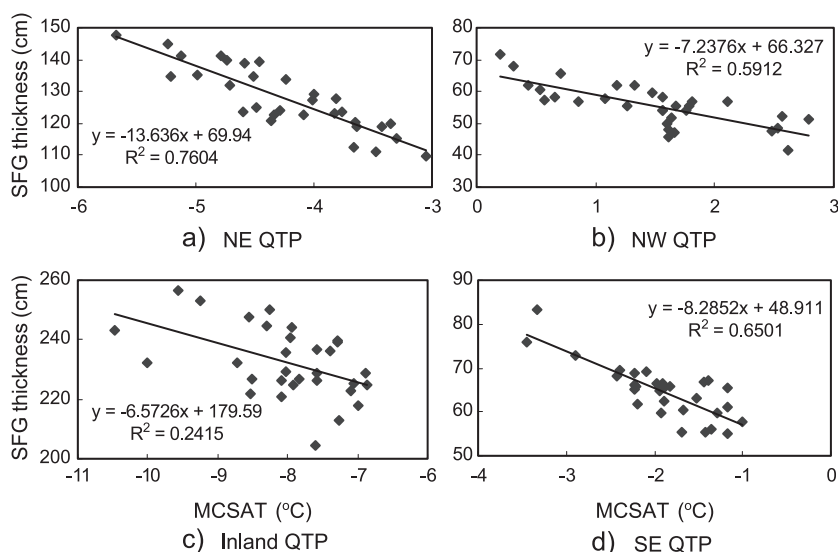 SFG thickness (cm)
150
140
130
120
110
100
y = -13.636x + 69.94
R² = 0.7604
-6 -5 -4 -3
a) NE QTP
80
70
60
50
40
30
y = -7.2376x + 66.327
R² = 0.5912
0 1 2 3
b) NW QTP
SFG thickness (cm)
260
240
220
200
y = -6.5726x + 179.59
R² = 0.2415
-11 -10 -9 -8 -7 -6
MCSAT (°C)
c) Inland QTP
90
80
70
60
50
y = -8.2852x + 48.911
R² = 0.6501
-4 -3 -2 -1 0
MCSAT (°C)
d) SE QTP